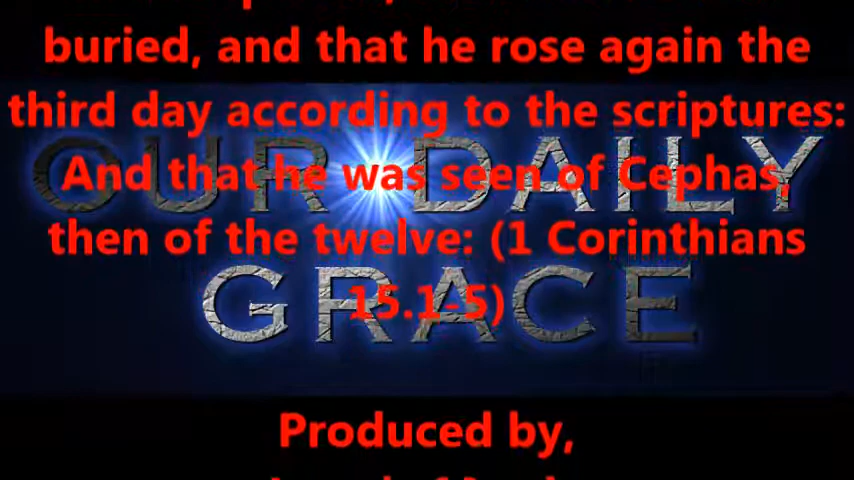 buried, and that he rose again the
third day according to the scriptures:
OUR DAILY
And that he was seen of Cephas,
then of the twelve: (1 Corinthians
GRACE
15.1-5)
Produced by,